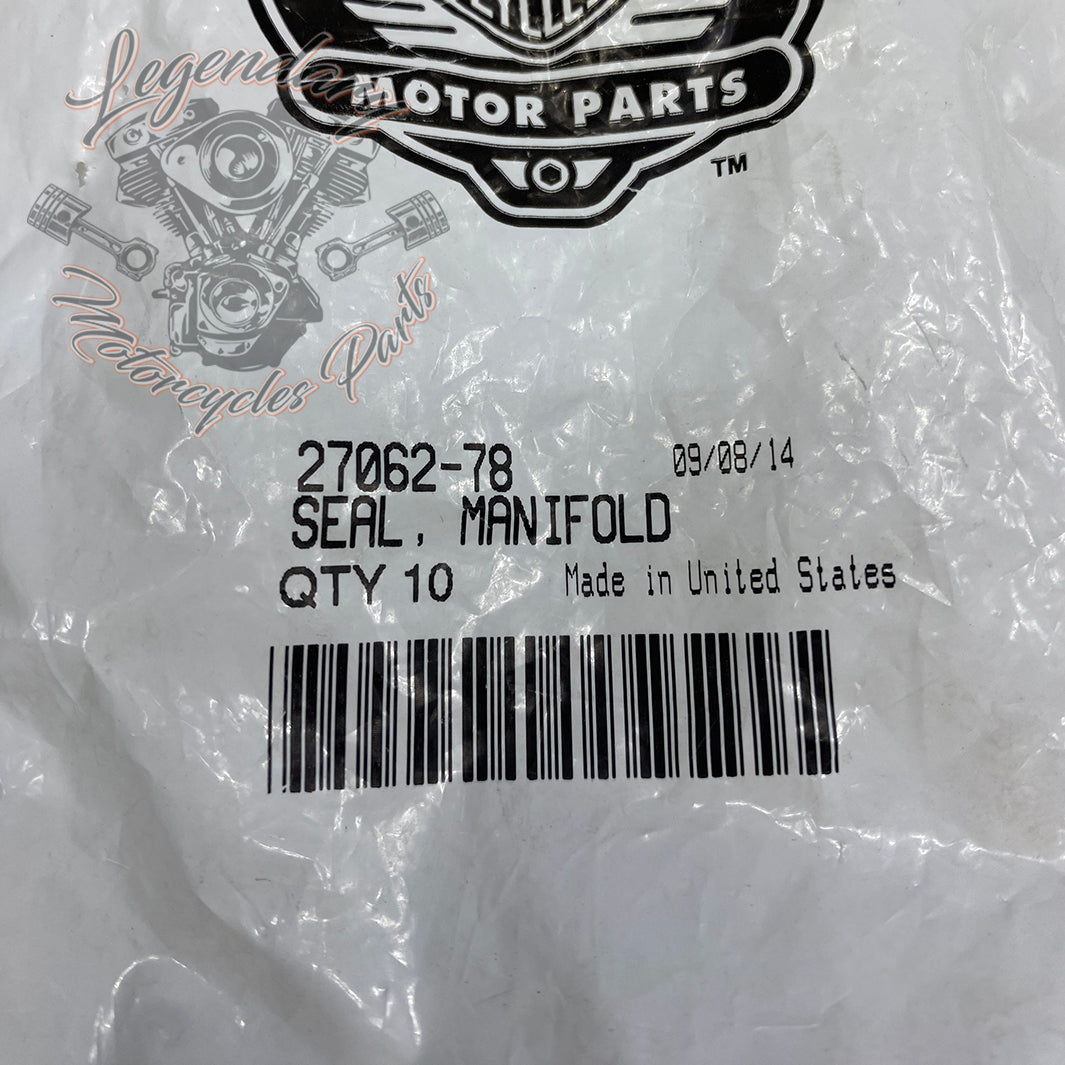 CYCLES
MOTOR PARTS
TM
Legendary
Motorcycles Parts
27062-78 09/08/14
SEAL, MANIFOLD
QTY 10 Made in United States